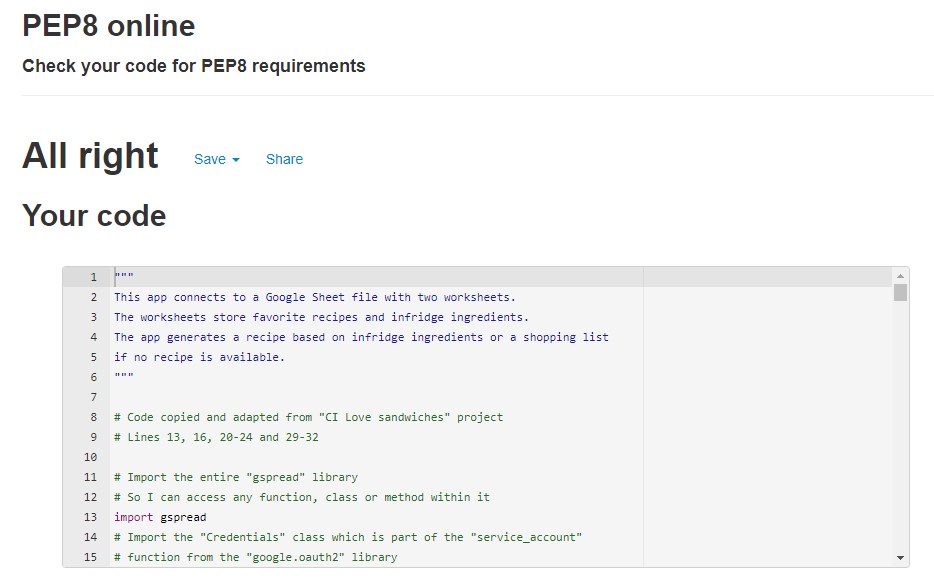 PEP8 online
Check your code for PEP8 requirements
All right Save Share
Your code
1 """
2 This app connects to a Google Sheet file with two worksheets.
3 The worksheets store favorite recipes and infridge ingredients.
4 The app generates a recipe based on infridge ingredients or a shopping list
5 if no recipe is available.
6 """
7
8 # Code copied and adapted from "CI Love sandwiches" project
9 # Lines 13, 16, 20-24 and 29-32
10
11 # Import the entire "gspread" library
12 # So I can access any function, class or method within it
13 import gspread
14 # Import the "Credentials" class which is part of the "service_account"
15 # function from the "google.oauth2" library